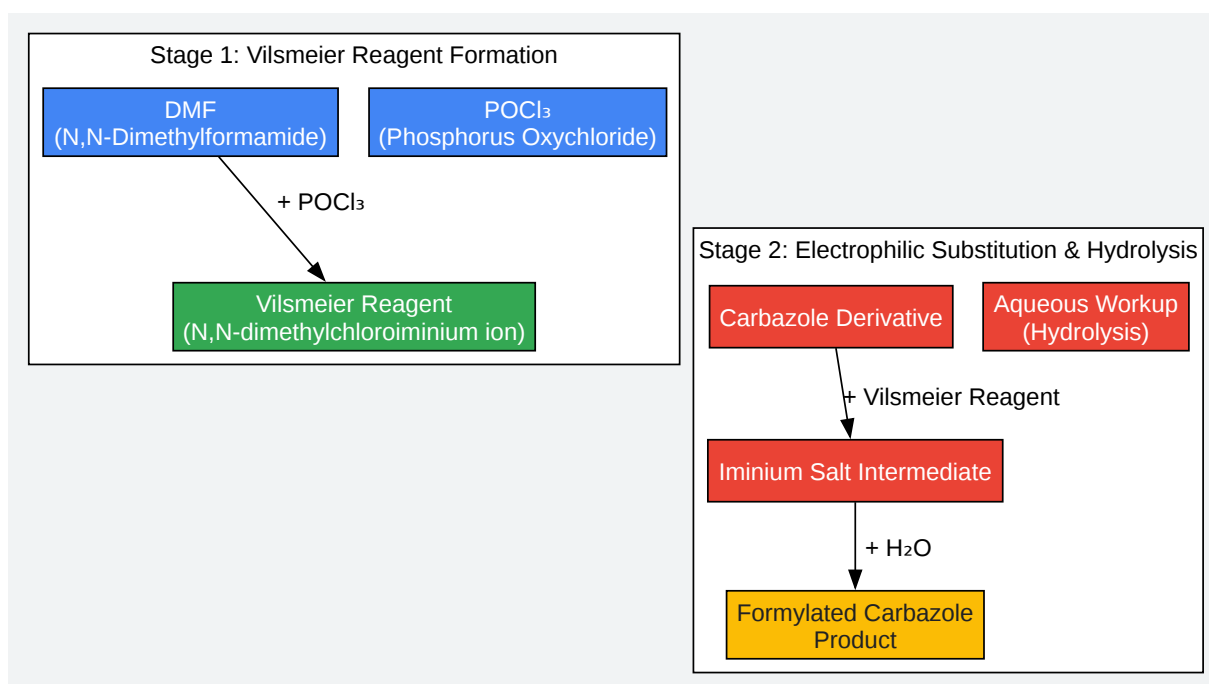 Stage 1: Vilsmeier Reagent Formation
DMF
(N,N-Dimethylformamide)
POCl₃
(Phosphorus Oxychloride)
+ POCl₃
Vilsmeier Reagent
(N,N-dimethylchloroiminium ion)
Stage 2: Electrophilic Substitution & Hydrolysis
Carbazole Derivative
Aqueous Workup
(Hydrolysis)
+ Vilsmeier Reagent
Iminium Salt Intermediate
+ H₂O
Formylated Carbazole
Product